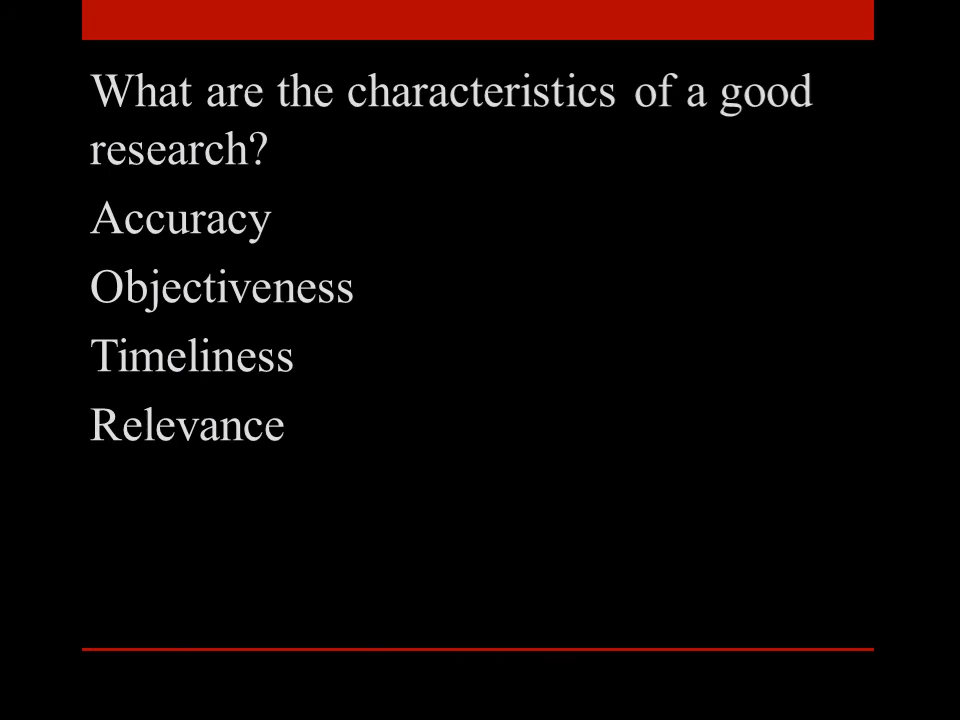 What are the characteristics of a good
research?
Accuracy
Objectiveness
Timeliness
Relevance